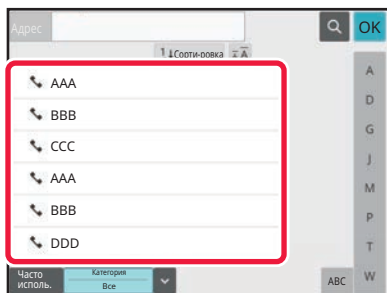 Адрес
OK
1 Сорти-ровка A
AAA
BBB
CCC
AAA
BBB
DDD
A
D
G
J
M
P
T
W
Часто исполь.
Категория
Все
ABC